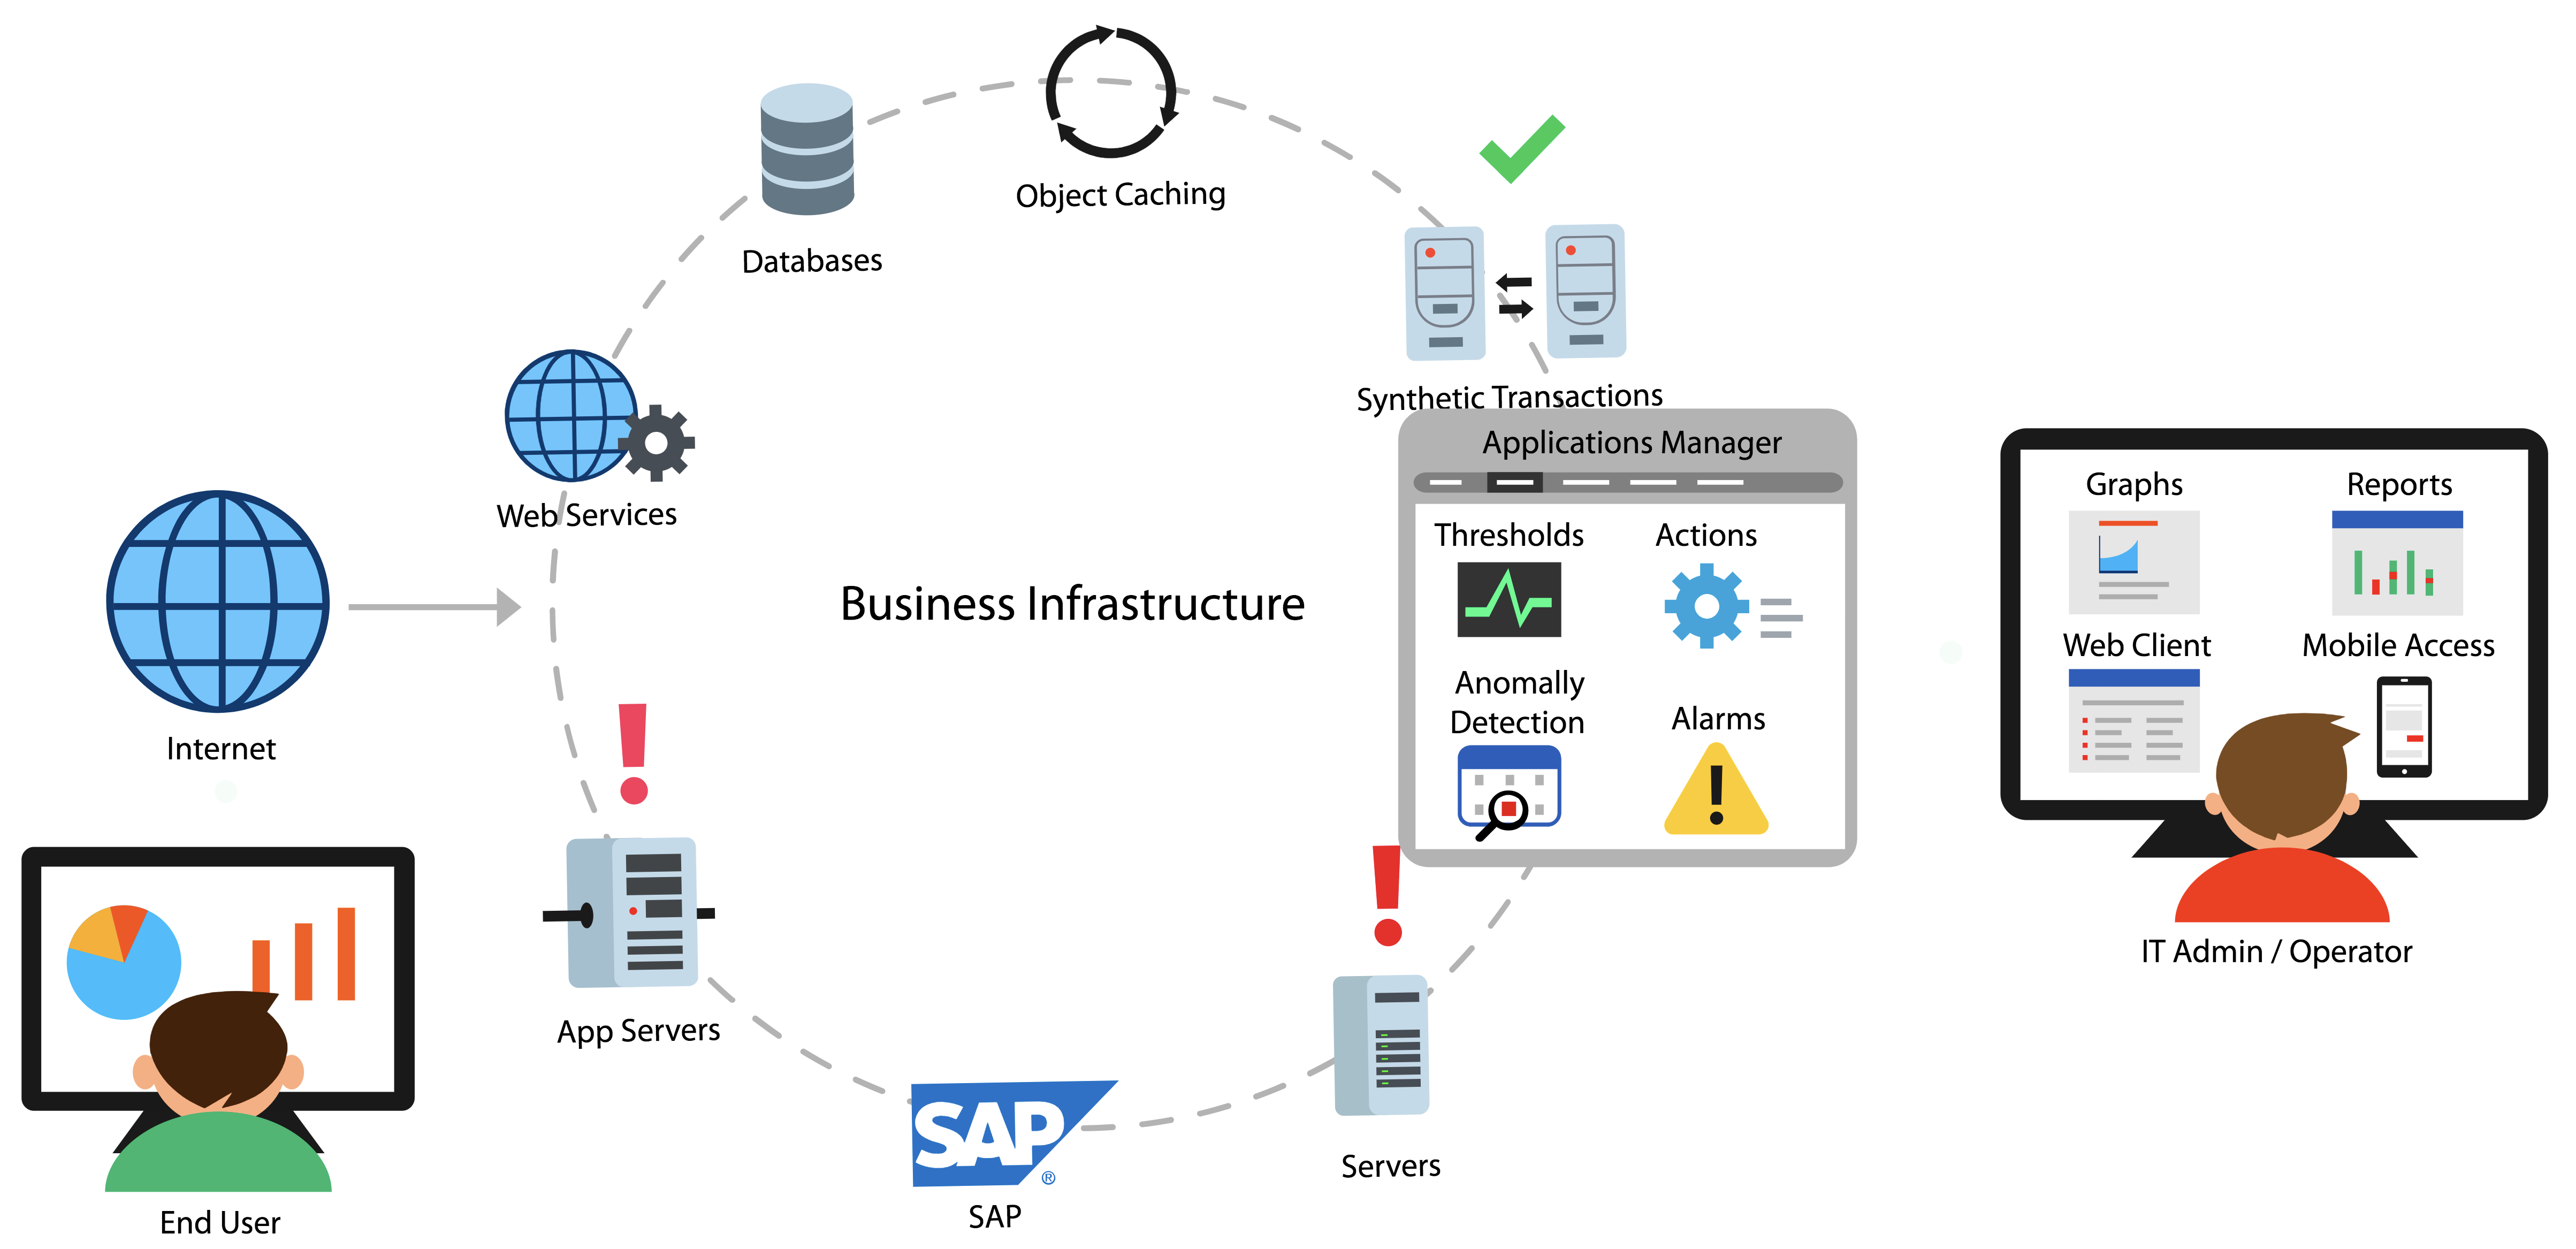 Object Caching
Databases
Synthetic Transactions
Web Services
Internet
Business Infrastructure
App Servers
SAP
®
SAP
Servers
End User
Applications Manager
Thresholds
Actions
Anomally
Detection
Alarms
Graphs
Reports
Web Client
Mobile Access
IT Admin / Operator